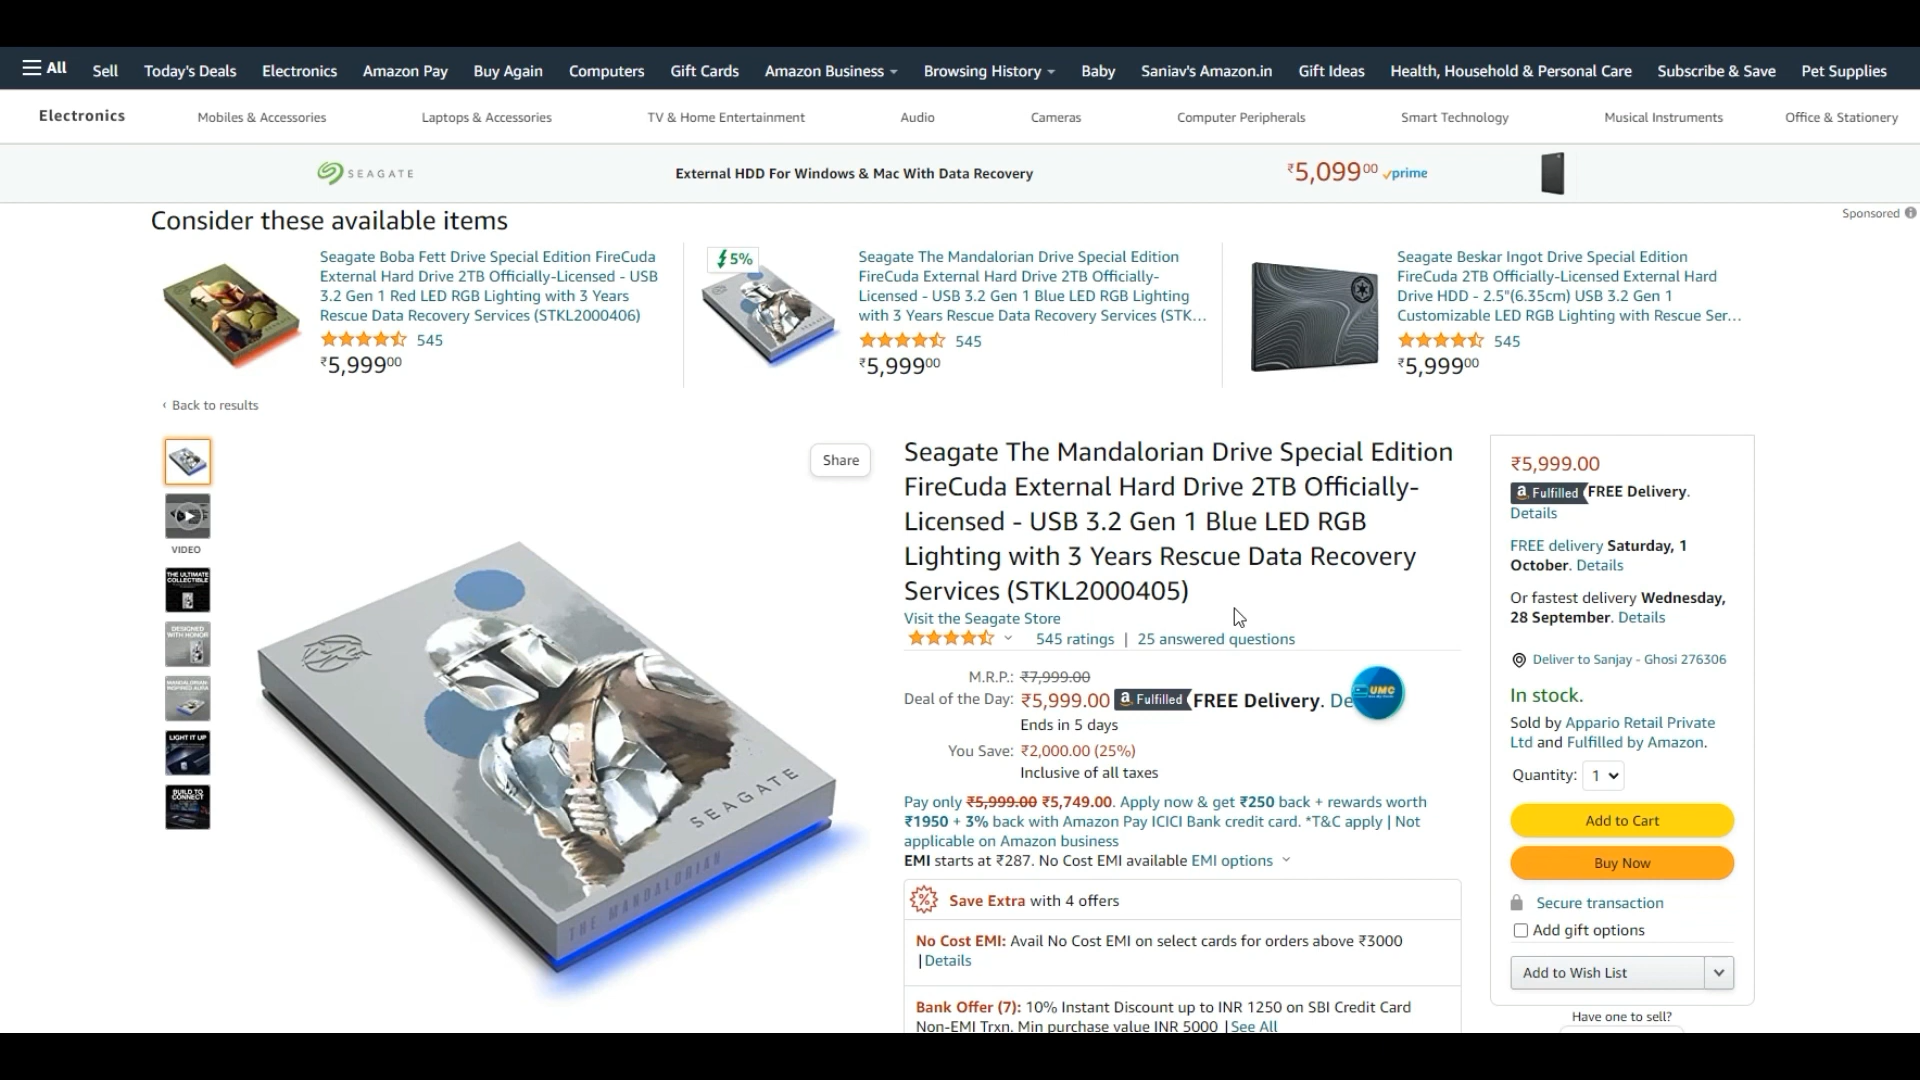 All
Sell
Today's Deals
Electronics
Amazon Pay
Buy Again
Computers
Gift Cards
Amazon Business
Browsing History
Baby
Saniav's Amazon.in
Gift Ideas
Health, Household & Personal Care
Subscribe & Save
Pet Supplies
Electronics
Mobiles & Accessories
Laptops & Accessories
TV & Home Entertainment
Audio
Cameras
Computer Peripherals
Smart Technology
Musical Instruments
Office & Stationery
SEAGATE
External HDD For Windows & Mac With Data Recovery
₹5,099⁰⁰ prime
Sponsored
Consider these available items
Seagate Boba Fett Drive Special Edition FireCuda
External Hard Drive 2TB Officially-Licensed - USB
3.2 Gen 1 Red LED RGB Lighting with 3 Years
Rescue Data Recovery Services (STKL2000406)
545
₹5,999⁰⁰
5%
Seagate The Mandalorian Drive Special Edition
FireCuda External Hard Drive 2TB Officially-
Licensed - USB 3.2 Gen 1 Blue LED RGB Lighting
with 3 Years Rescue Data Recovery Services (STK...
545
₹5,999⁰⁰
Seagate Beskar Ingot Drive Special Edition
FireCuda 2TB Officially-Licensed External Hard
Drive HDD - 2.5"(6.35cm) USB 3.2 Gen 1
Customizable LED RGB Lighting with Rescue Ser...
545
₹5,999⁰⁰
‹ Back to results
VIDEO
THE ULTIMATE
COLLECTIBLE
DESIGNED
WITH HONOR
MANDALORIAN-
INSPIRED AURA
LIGHT IT UP
BUILD TO
CONNECT
Share
SEAGATE
THE MANDALORIAN
Seagate The Mandalorian Drive Special Edition
FireCuda External Hard Drive 2TB Officially-
Licensed - USB 3.2 Gen 1 Blue LED RGB
Lighting with 3 Years Rescue Data Recovery
Services (STKL2000405)
Visit the Seagate Store
545 ratings | 25 answered questions
M.R.P.: ₹7,999.00
Deal of the Day: ₹5,999.00 a Fulfilled FREE Delivery. De
UMC
Ends in 5 days
You Save: ₹2,000.00 (25%)
Inclusive of all taxes
Pay only ₹5,999.00 ₹5,749.00. Apply now & get ₹250 back + rewards worth
₹1950 + 3% back with Amazon Pay ICICI Bank credit card. *T&C apply | Not
applicable on Amazon business
EMI starts at ₹287. No Cost EMI available EMI options
Save Extra with 4 offers
No Cost EMI: Avail No Cost EMI on select cards for orders above ₹3000
| Details
Bank Offer (7): 10% Instant Discount up to INR 1250 on SBI Credit Card
Non-EMI Trxn. Min purchase value INR 5000 | See All
₹5,999.00
a Fulfilled FREE Delivery.
Details
FREE delivery Saturday, 1
October. Details
Or fastest delivery Wednesday,
28 September. Details
Deliver to Sanjay - Ghosi 276306
In stock.
Sold by Appario Retail Private
Ltd and Fulfilled by Amazon.
Quantity: 1
Add to Cart
Buy Now
Secure transaction
Add gift options
Add to Wish List
Have one to sell?